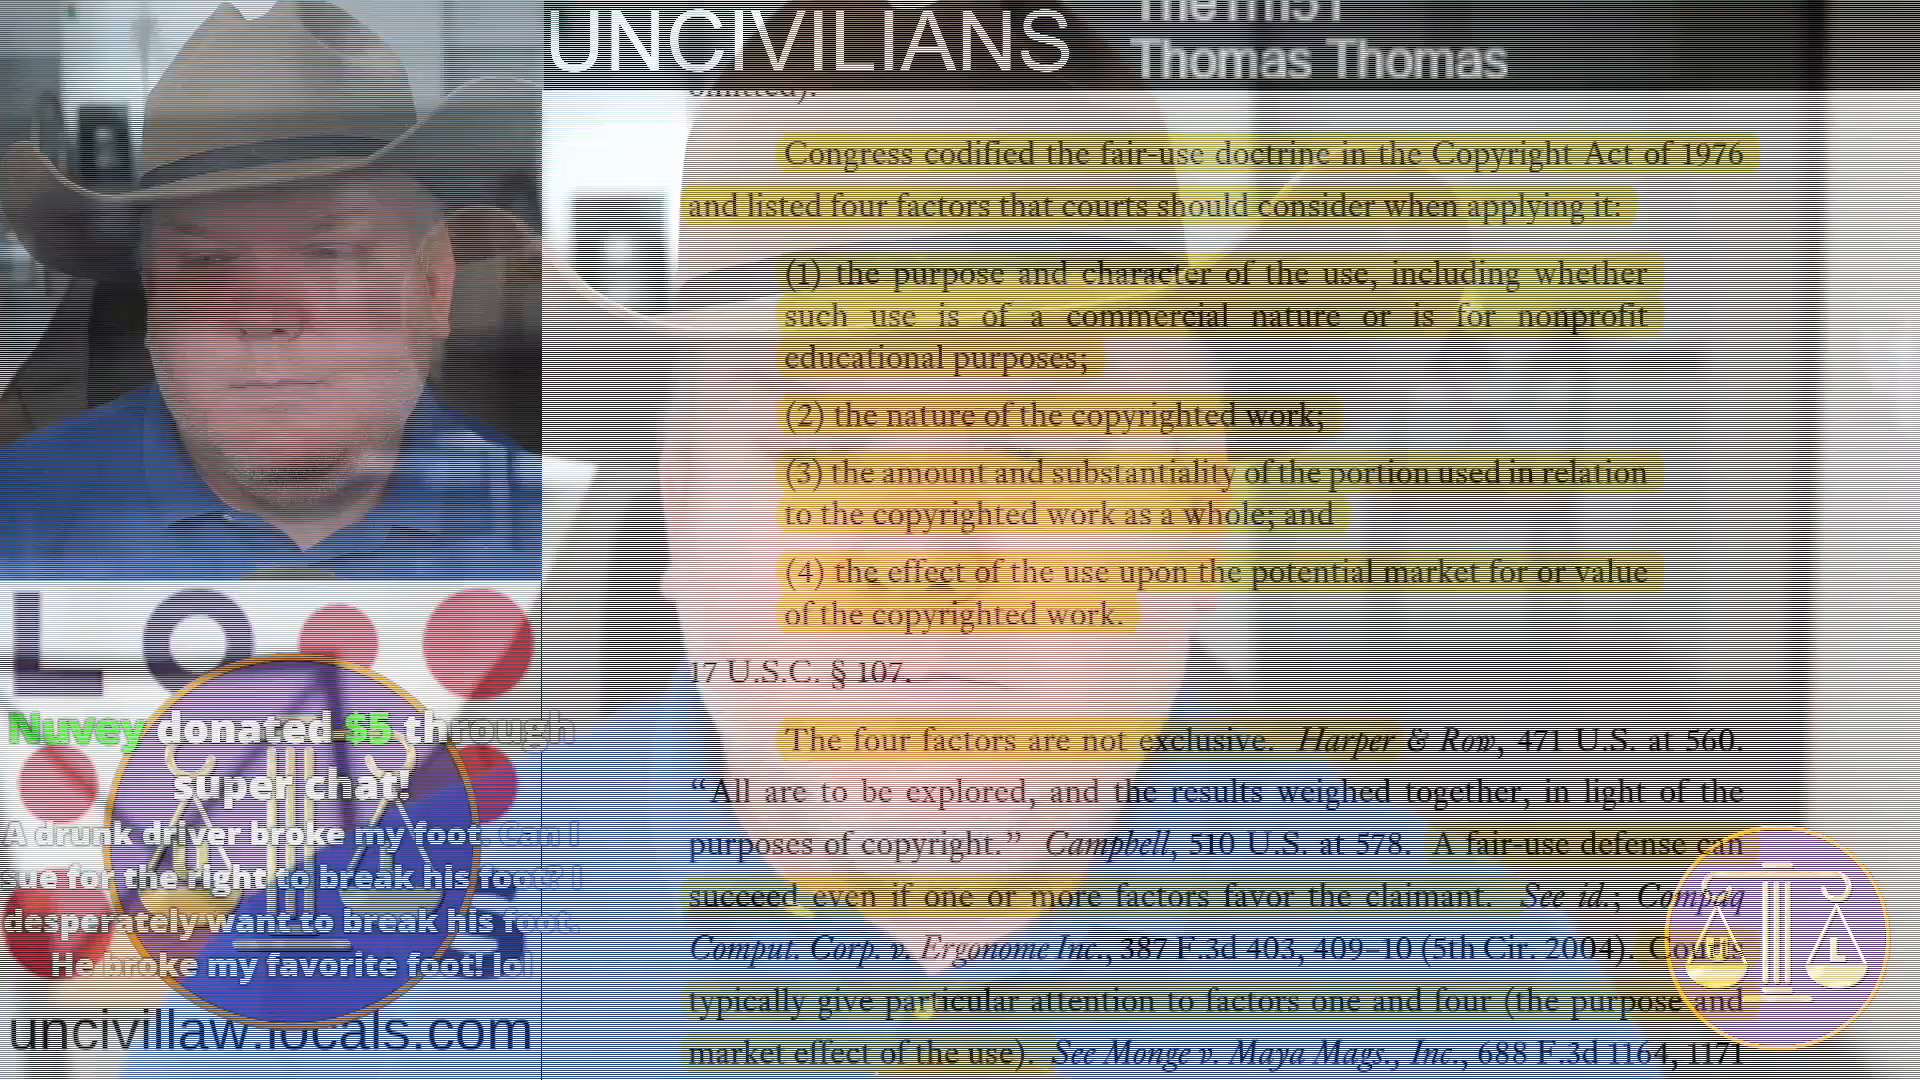 UNCIVILIANS
Thomas Thomas
omitted).
Congress codified the fair-use doctrine in the Copyright Act of 1976
and listed four factors that courts should consider when applying it:
(1) the purpose and character of the use, including whether
such use is of a commercial nature or is for nonprofit
educational purposes;
(2) the nature of the copyrighted work;
(3) the amount and substantiality of the portion used in relation
to the copyrighted work as a whole; and
(4) the effect of the use upon the potential market for or value
of the copyrighted work.
17 U.S.C. § 107.
The four factors are not exclusive. Harper & Row, 471 U.S. at 560.
“All are to be explored, and the results weighed together, in light of the
purposes of copyright.” Campbell, 510 U.S. at 578. A fair-use defense can
succeed even if one or more factors favor the claimant. See id.; Compaq
Comput. Corp. v. Ergonome Inc., 387 F.3d 403, 409–10 (5th Cir. 2004). Courts
typically give particular attention to factors one and four (the purpose and
market effect of the use). See Monge v. Maya Mags., Inc., 688 F.3d 1164, 1171
LO
Nuvey donated $5 through
super chat!
A drunk driver broke my foot. Can I
sue for the right to break his foot? I
desperately want to break his foot.
He broke my favorite foot! lol
uncivillaw.locals.com
L